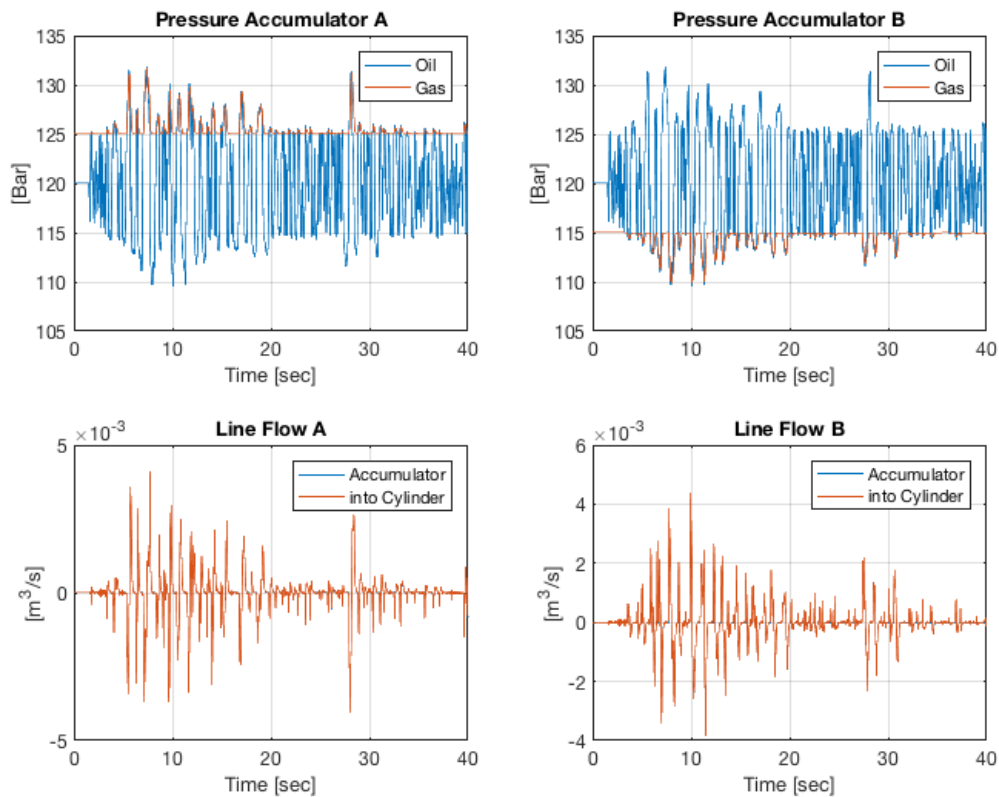 Pressure Accumulator A
135
130
125
120
115
110
105
[Bar]
Oil
Gas
0 10 20 30 40
Time [sec]
Pressure Accumulator B
135
130
125
120
115
110
105
[Bar]
Oil
Gas
0 10 20 30 40
Time [sec]
Line Flow A
×10⁻³
5
0
-5
[m³/s]
Accumulator
into Cylinder
0 10 20 30 40
Time [sec]
Line Flow B
×10⁻³
6
4
2
0
-2
-4
[m³/s]
Accumulator
into Cylinder
0 10 20 30 40
Time [sec]